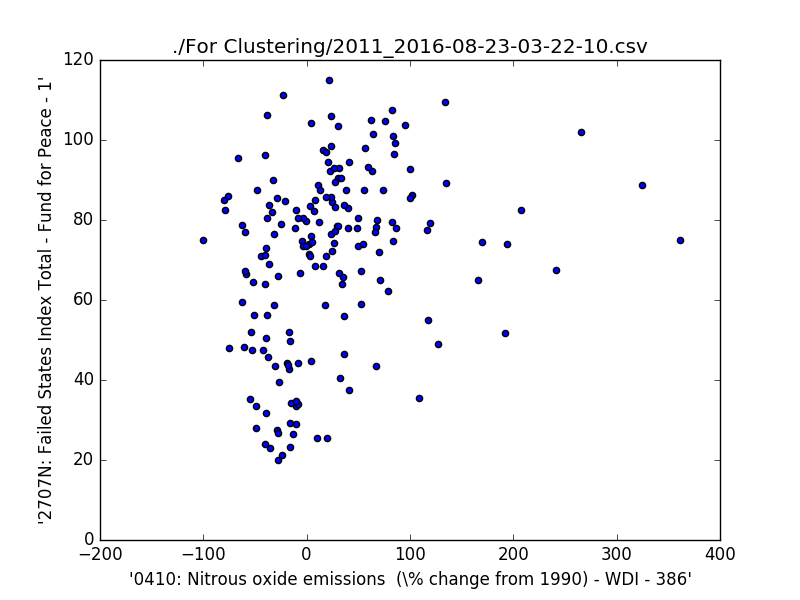 ./For Clustering/2011_2016-08-23-03-22-10.csv
120
100
80
60
40
20
0
'2707N: Failed States Index Total - Fund for Peace - 1'
−200 −100 0 100 200 300 400
'0410: Nitrous oxide emissions  (\% change from 1990) - WDI - 386'